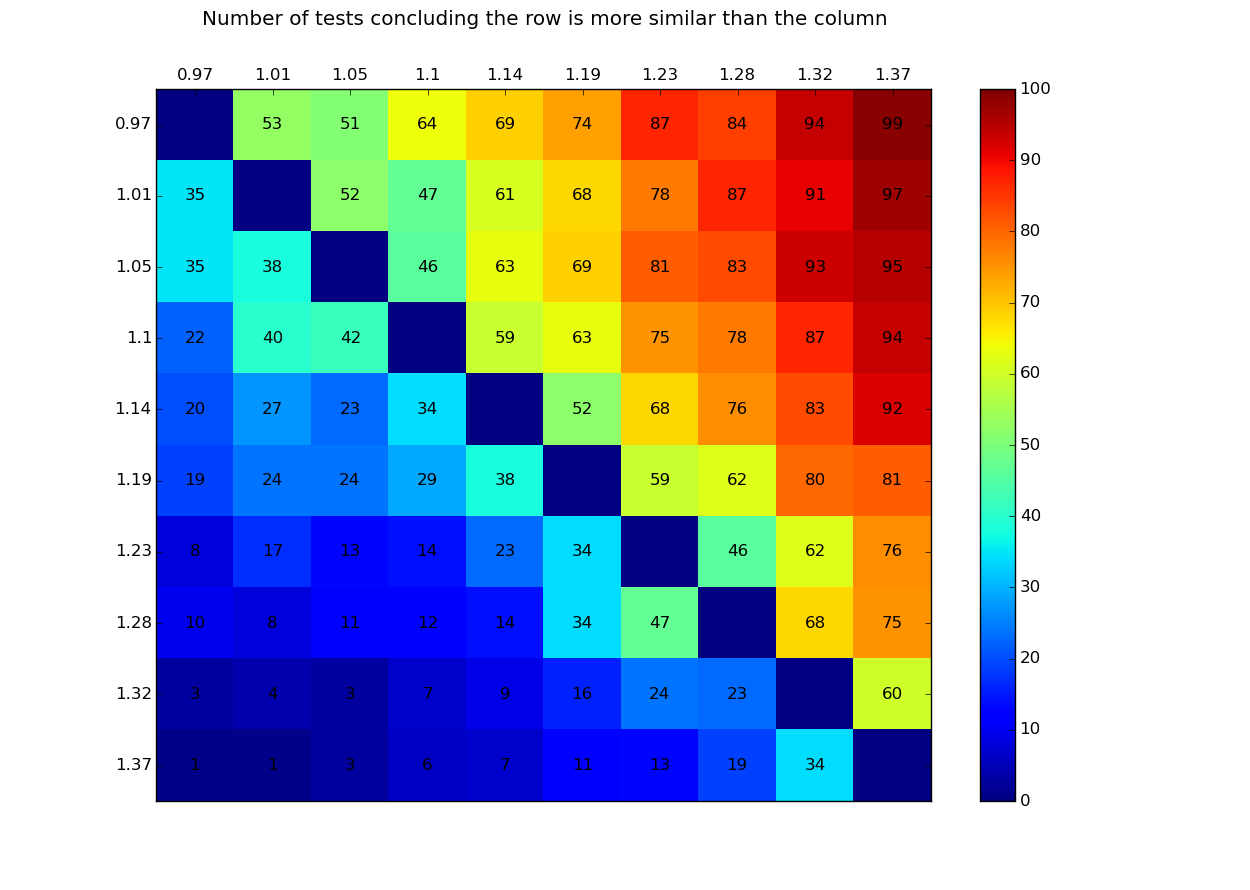 Number of tests concluding the row is more similar than the column
0.97 1.01 1.05 1.1 1.14 1.19 1.23 1.28 1.32 1.37
100
0.97 53 51 64 69 74 87 84 94 99
90
1.01 35 52 47 61 68 78 87 91 97
80
1.05 35 38 46 63 69 81 83 93 95
70
1.1 22 40 42 59 63 75 78 87 94
60
1.14 20 27 23 34 52 68 76 83 92
50
1.19 19 24 24 29 38 59 62 80 81
40
1.23 8 17 13 14 23 34 46 62 76
30
1.28 10 8 11 12 14 34 47 68 75
20
1.32 3 4 3 7 9 16 24 23 60
10
1.37 1 1 3 6 7 11 13 19 34
0